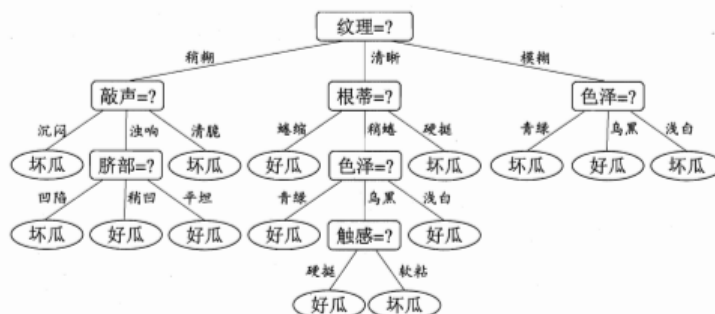 纹理=?
稍糊 清晰 模糊
敲声=? 根蒂=? 色泽=?
沉闷 浊响 清脆 蜷缩 稍蜷 硬挺 青绿 乌黑 浅白
坏瓜 脐部=? 坏瓜 好瓜 色泽=? 坏瓜 坏瓜 好瓜 坏瓜
凹陷 稍凹 平坦 青绿 乌黑 浅白
坏瓜 好瓜 好瓜 好瓜 触感=? 好瓜
硬挺 软粘
好瓜 坏瓜